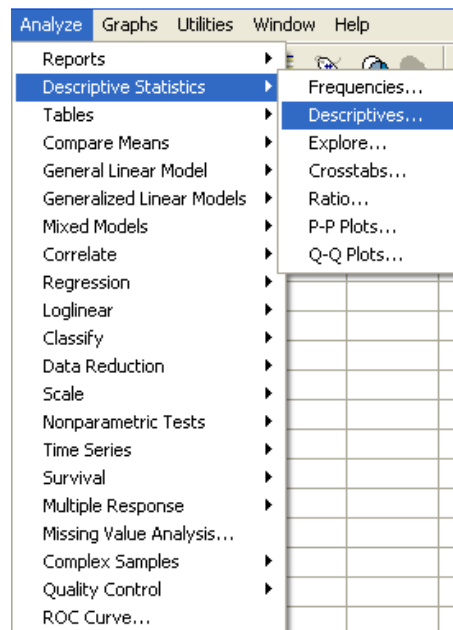 Analyze Graphs Utilities Window Help
Reports
Descriptive Statistics
Tables
Compare Means
General Linear Model
Generalized Linear Models
Mixed Models
Correlate
Regression
Loglinear
Classify
Data Reduction
Scale
Nonparametric Tests
Time Series
Survival
Multiple Response
Missing Value Analysis...
Complex Samples
Quality Control
ROC Curve...
Frequencies...
Descriptives...
Explore...
Crosstabs...
Ratio...
P-P Plots...
Q-Q Plots...